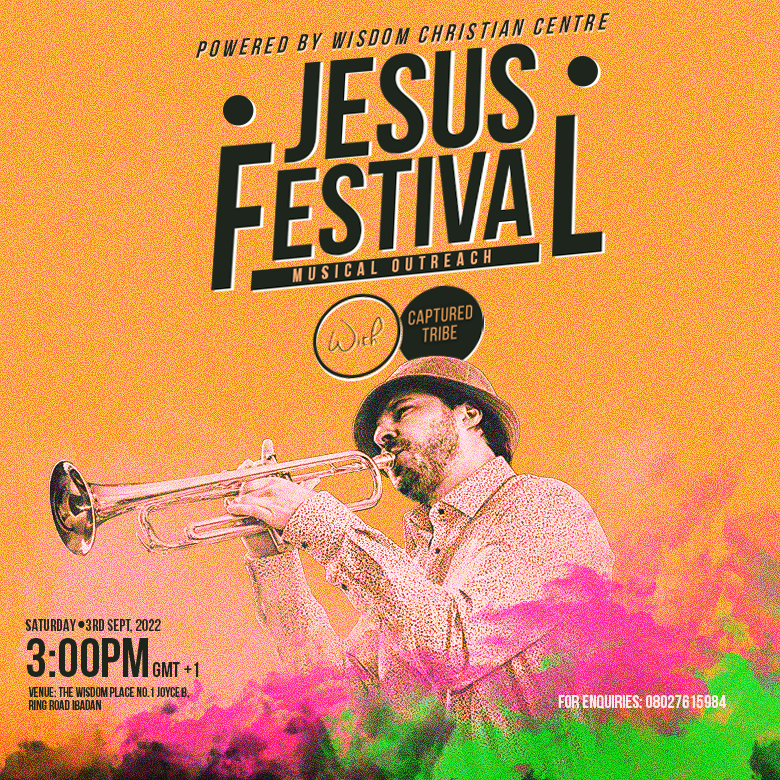 POWERED BY WISDOM CHRISTIAN CENTRE
JESUS
FESTIVAL
MUSICAL OUTREACH
With
CAPTURED
TRIBE
SATURDAY•3RD SEPT, 2022
3:00PM GMT +1
VENUE: THE WISDOM PLACE NO.1 JOYCE B,
RING ROAD IBADAN
FOR ENQUIRIES: 08027615984